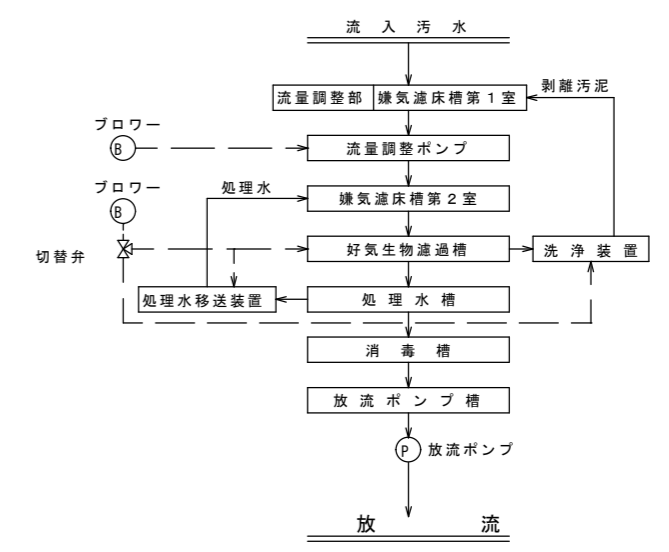 流入汚水
流量調整部 嫌気濾床槽第1室
剥離汚泥
ブロワー
B
流量調整ポンプ
ブロワー
B
処理水
嫌気濾床槽第2室
切替弁
好気生物濾過槽
洗浄装置
処理水移送装置
処理水槽
消毒槽
放流ポンプ槽
P 放流ポンプ
放流